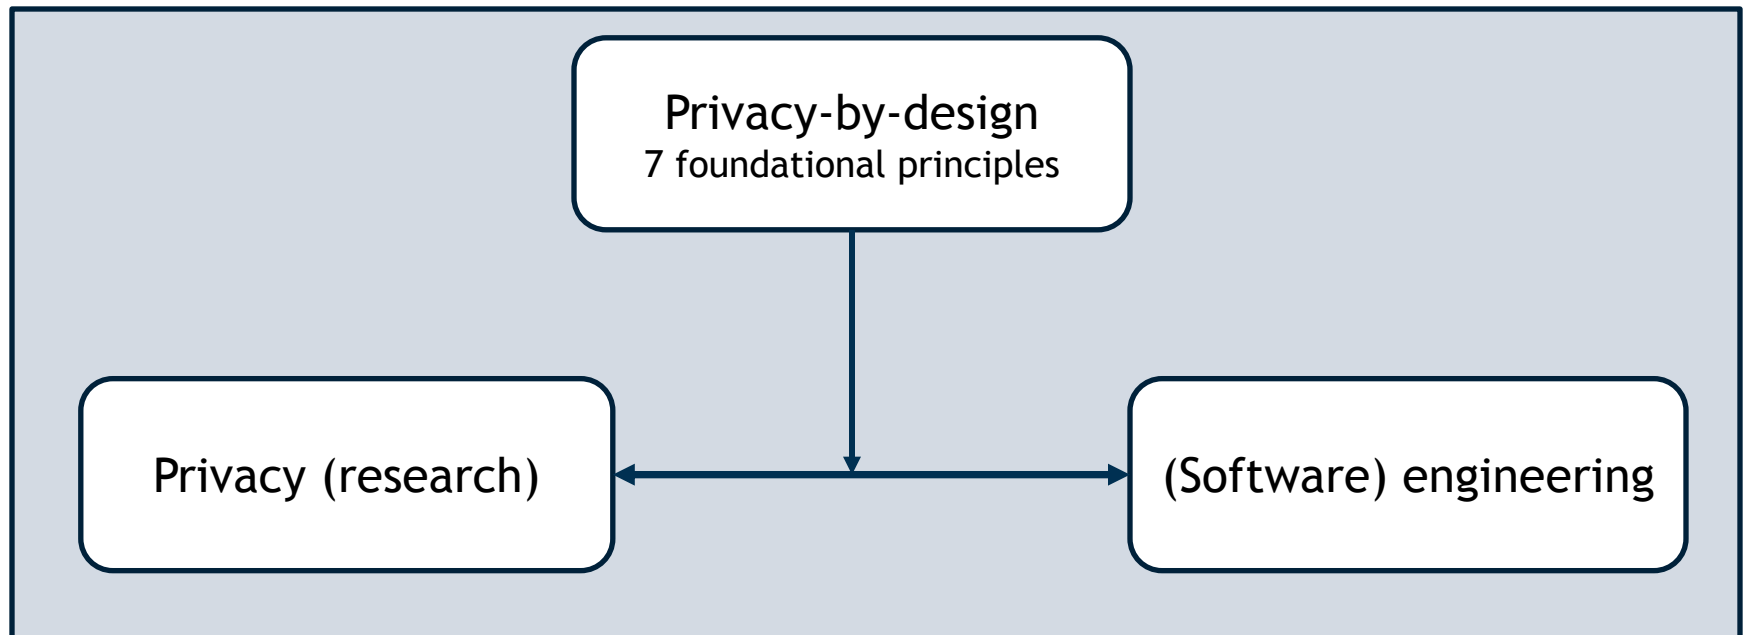 Privacy-by-design
7 foundational principles
Privacy (research)
(Software) engineering